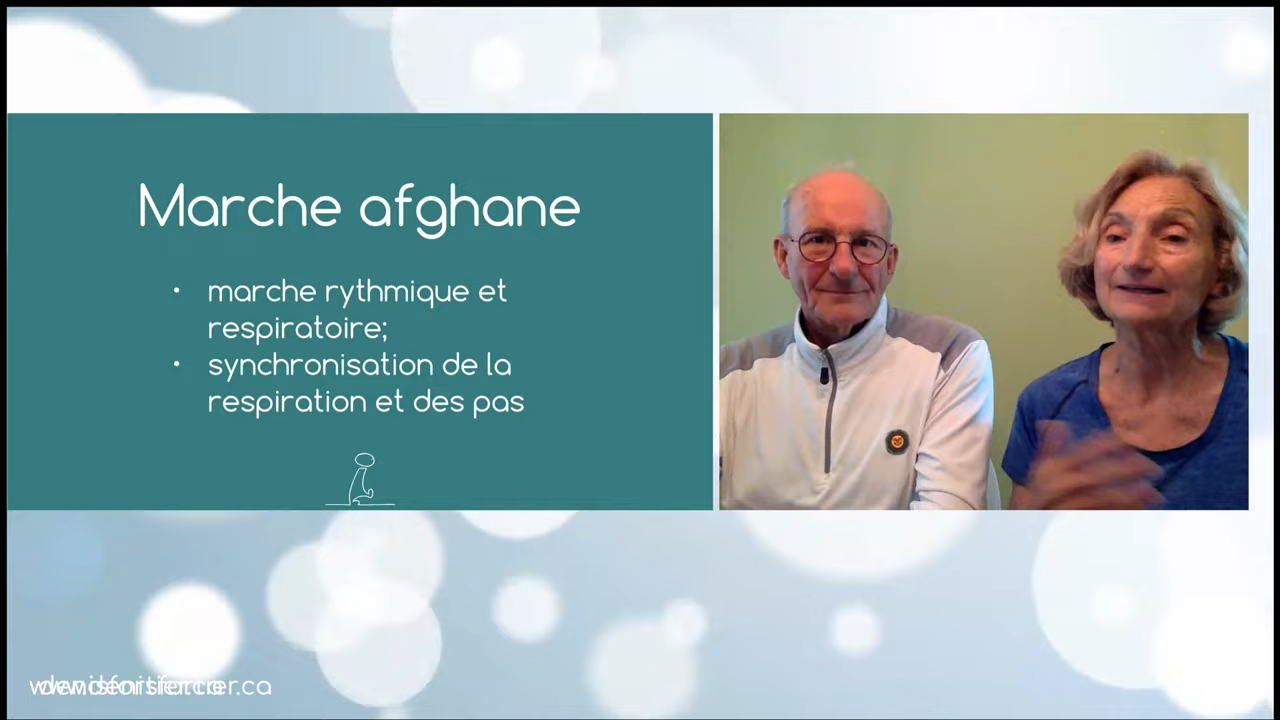 Marche afghane
• marche rythmique et
respiratoire;
• synchronisation de la
respiration et des pas